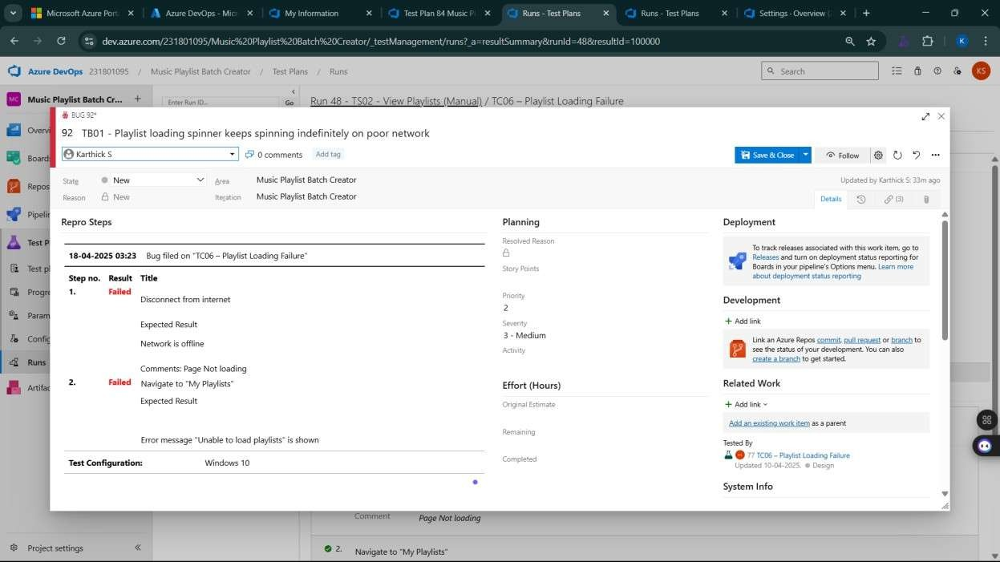 Microsoft Azure Port
Azure DevOps - Micr
My Information
Test Plan 84 Music Pl
Runs - Test Plans
Runs - Test Plans
Settings - Overview (
dev.azure.com/231801095/Music%20Playlist%20Batch%20Creator/_testManagement/runs?_a=resultSummary&runId=48&resultId=100000
K
Azure DevOps 231801095 / Music Playlist Batch Creator / Test Plans / Runs
Search
KS
MC Music Playlist Batch Cr...
Enter Run ID...
Go
Run 48 - TS02 - View Playlists (Manual) / TC06 – Playlist Loading Failure
Overvi
Boards
Repos
Pipelin
Test P
Test pl
Progre
Param
Config
Runs
Artifac
Project settings
BUG 92*
92 TB01 - Playlist loading spinner keeps spinning indefinitely on poor network
Karthick S
0 comments
Add tag
Save & Close
Follow
State New
Area Music Playlist Batch Creator
Updated by Karthick S: 33m ago
Reason New
Iteration Music Playlist Batch Creator
Details
(3)
Repro Steps
18-04-2025 03:23 Bug filed on "TC06 – Playlist Loading Failure"
Step no. Result Title
1. Failed
Disconnect from internet
Expected Result
Network is offline
Comments: Page Not loading
2. Failed Navigate to "My Playlists"
Expected Result
Error message "Unable to load playlists" is shown
Test Configuration: Windows 10
Planning
Resolved Reason
Story Points
Priority
2
Severity
3 - Medium
Activity
Effort (Hours)
Original Estimate
Remaining
Completed
Deployment
To track releases associated with this work item, go to
Releases and turn on deployment status reporting for
Boards in your pipeline's Options menu. Learn more
about deployment status reporting
Development
Add link
Link an Azure Repos commit, pull request or branch to
see the status of your development. You can also
create a branch to get started.
Related Work
Add link
Add an existing work item as a parent
Tested By
77 TC06 – Playlist Loading Failure
Updated 10-04-2025, Design
System Info
Comment Page Not loading
2. Navigate to "My Playlists"